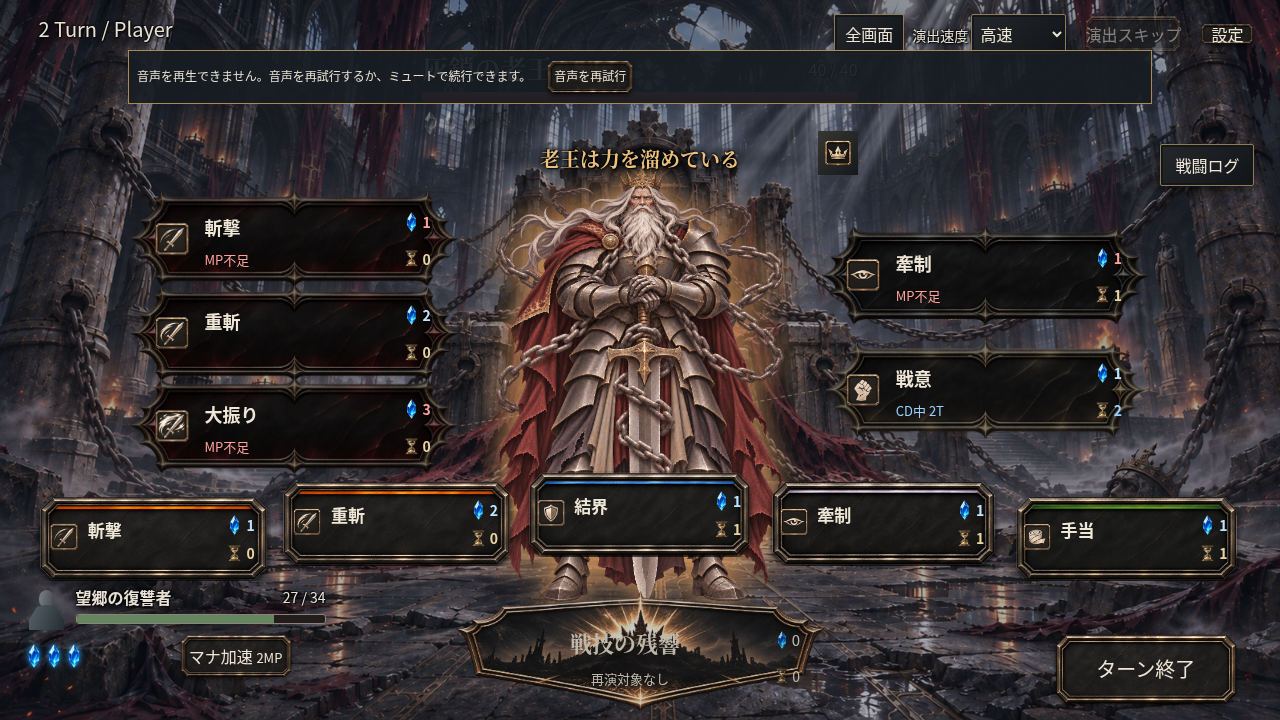 2 Turn / Player
全画面
演出速度
高速
演出スキップ
設定
音声を再生できません。音声を再試行するか、ミュートで続行できます。
音声を再試行
老王は力を溜めている
戦闘ログ
斬撃
1
MP不足
0
重斬
2
0
大振り
3
MP不足
0
牽制
1
MP不足
1
戦意
1
CD中 2T
2
斬撃
1
0
重斬
2
0
結界
1
1
牽制
1
1
手当
1
1
望郷の復讐者
27 / 34
マナ加速 2MP
戦技の残響
0
再演対象なし
0
ターン終了